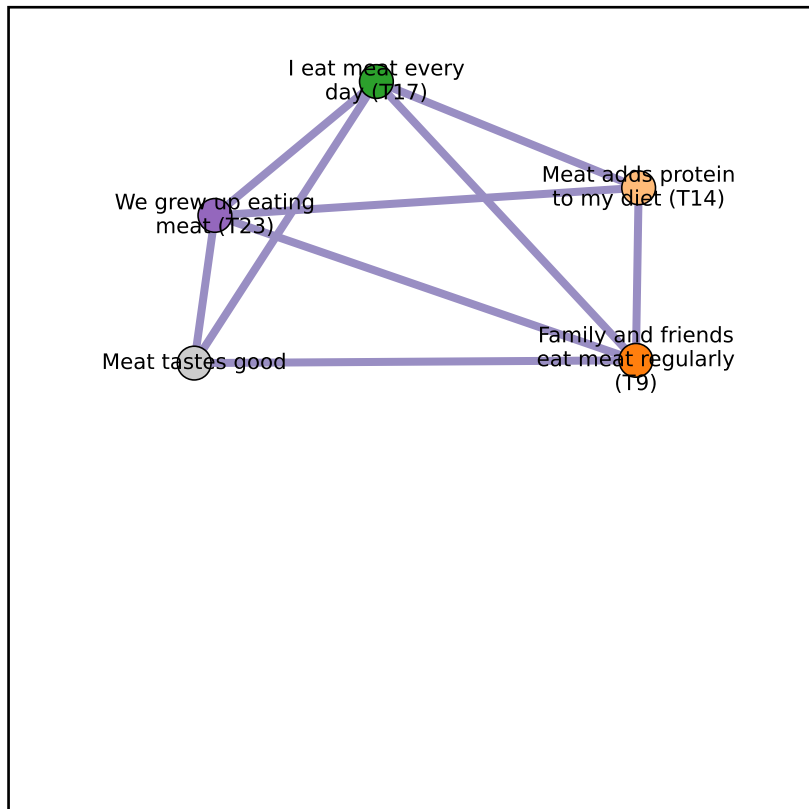 I eat meat every
day (T17)
Meat adds protein
to my diet (T14)
We grew up eating
meat (T23)
Family and friends
eat meat regularly
(T9)
Meat tastes good